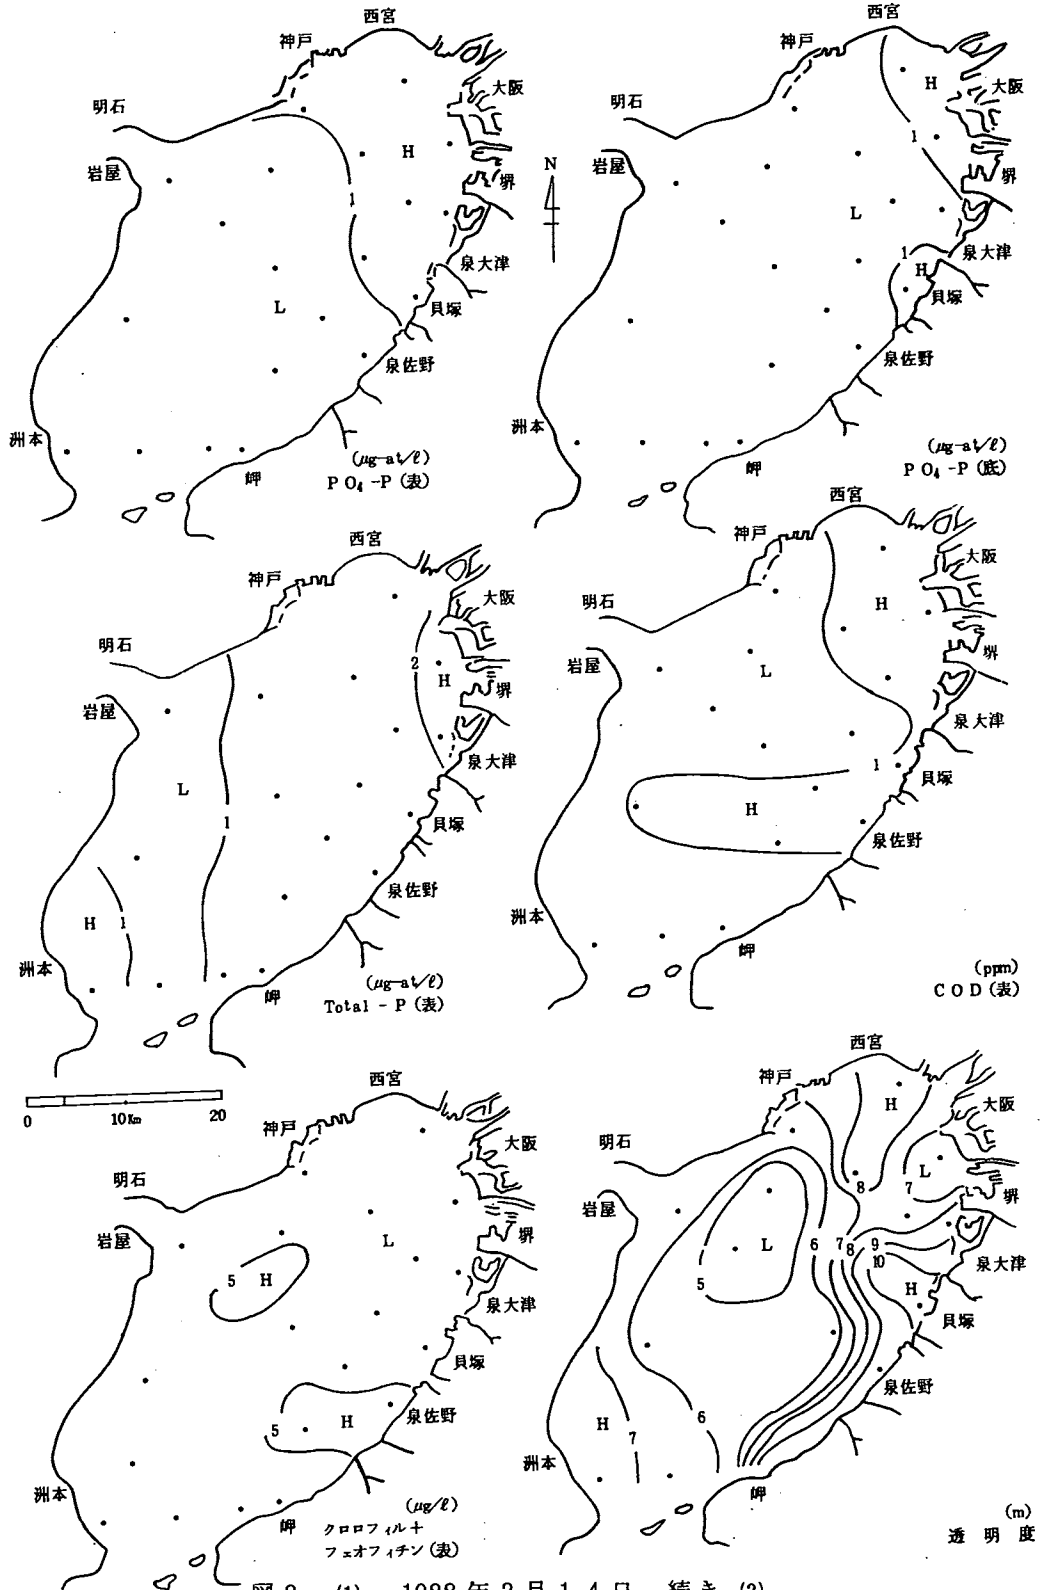 西宮
神戸
大阪
明石
H
岩屋
堺
1
泉大津
L
貝塚
泉佐野
洲本
岬
(μg-at/ℓ)
PO₄-P (表)
N
西宮
神戸
H
大阪
明石
1
岩屋
堺
L
1
泉大津
H
貝塚
泉佐野
洲本
岬
(μg-at/ℓ)
PO₄-P (底)
西宮
神戸
大阪
明石
2
H
堺
岩屋
泉大津
L
1
貝塚
泉佐野
H 1
洲本
岬
(μg-at/ℓ)
Total-P (表)
西宮
神戸
大阪
明石
H
堺
岩屋
L
泉大津
1
貝塚
H
泉佐野
洲本
岬
(ppm)
COD (表)
0 10Km 20
西宮
神戸
大阪
明石
堺
岩屋
L
5 H
泉大津
貝塚
泉佐野
5 H
洲本
岬
(μg/ℓ)
クロロフィル+
フェオフィチン (表)
西宮
神戸
H
大阪
明石
L
8 7
堺
岩屋
L 6 7 8 9
10
泉大津
5
H
貝塚
泉佐野
6
H 7
洲本
岬
(m)
透明度